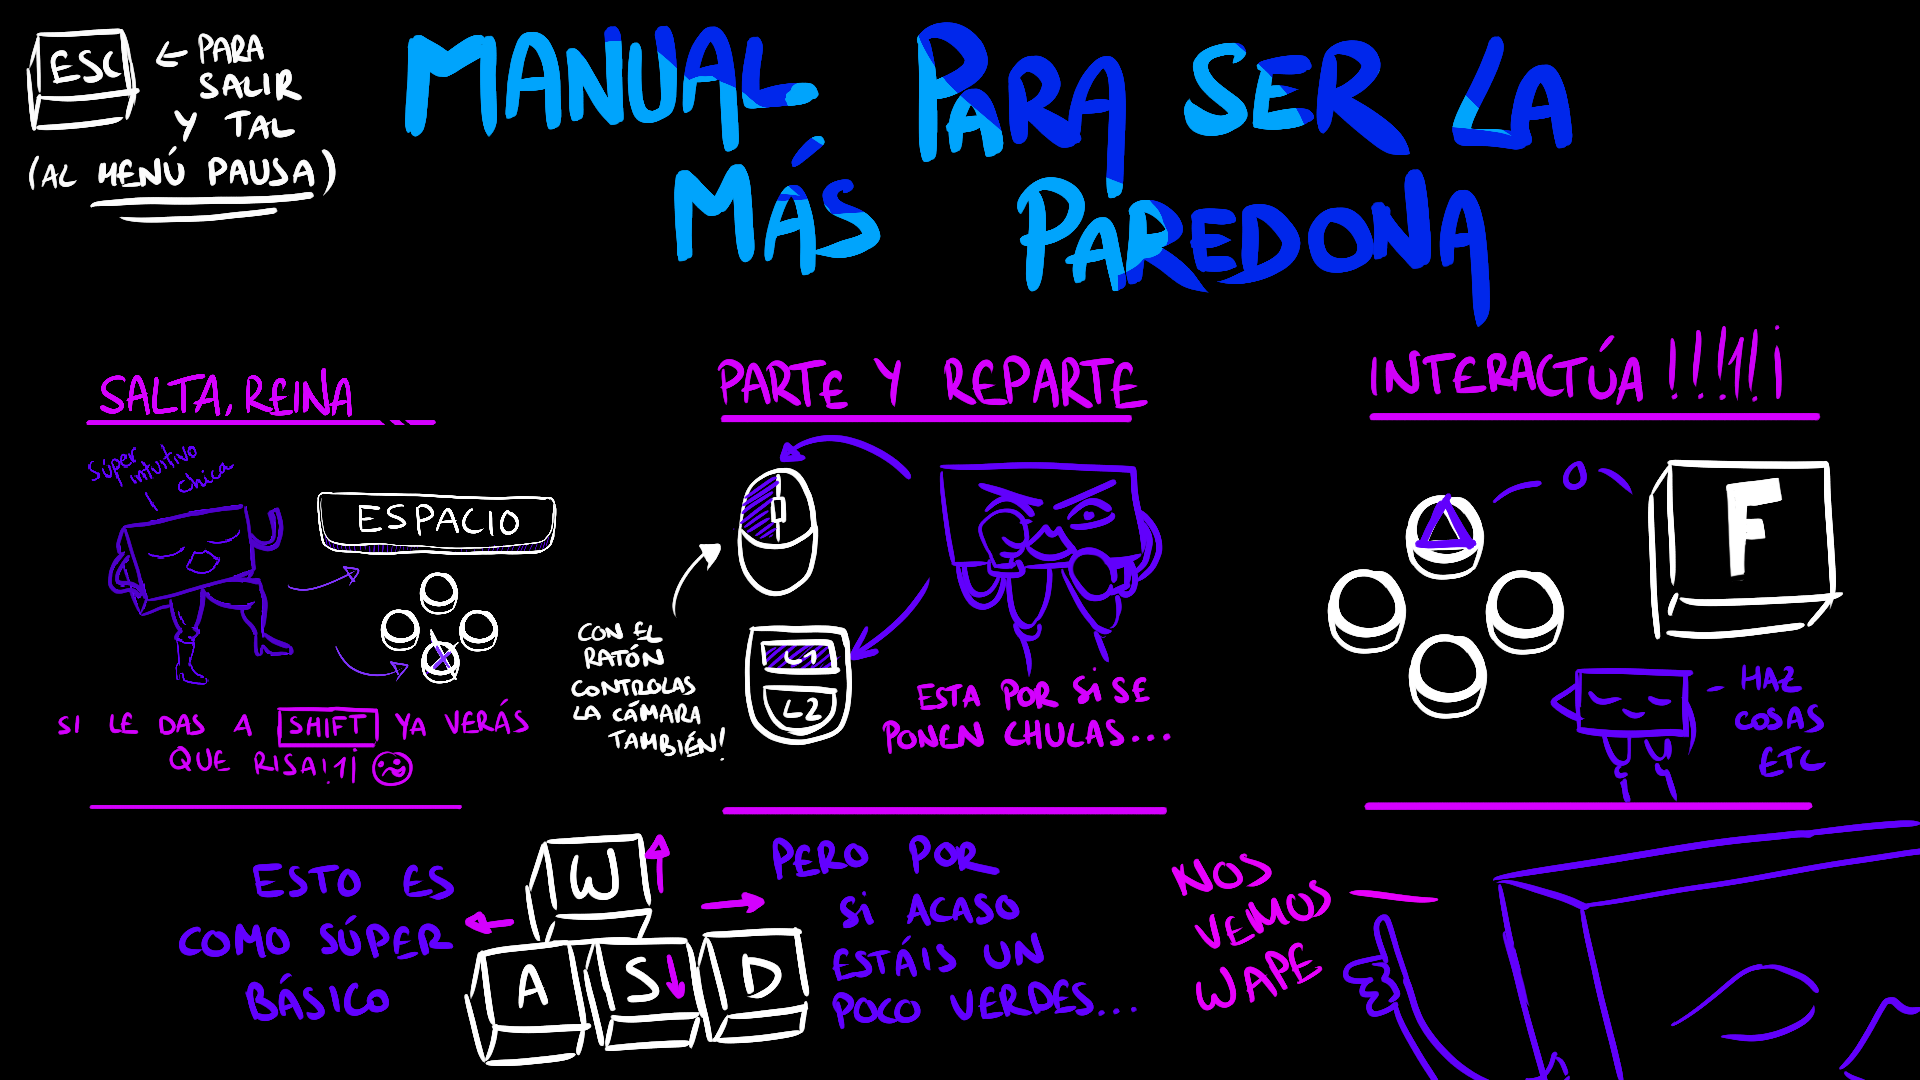 ESC
← PARA
SALIR
Y TAL
(AL MENÚ PAUSA)
MANUAL PARA SER LA
MÁS PAREDONA
SALTA, REINA
Súper
intuitivo
chica
ESPACIO
X
SI LE DAS A SHIFT YA VERÁS
QUE RISA!1¡
PARTE Y REPARTE
CON EL
RATÓN
CONTROLAS
LA CÁMARA
TAMBIÉN!
L1
L2
ESTA POR SI SE
PONEN CHULAS...
INTERACTÚA !!!1!¡
O
F
HAZ
COSAS
ETC
ESTO ES
COMO SÚPER
BÁSICO
W
A S D
PERO POR
SI ACASO
ESTÁIS UN
POCO VERDES...
NOS
VEMOS
WAPE